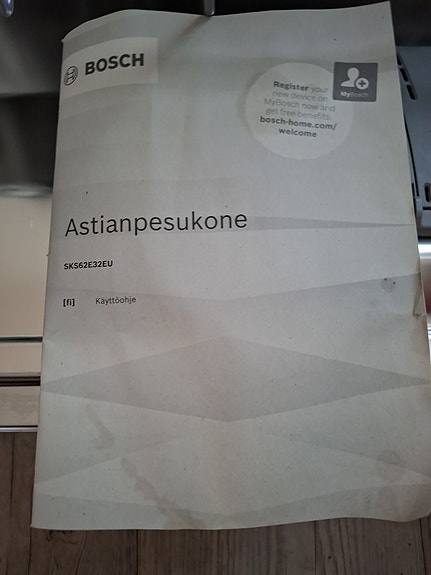 BOSCH
Register your
new device on
MyBosch now and
get free benefits:
bosch-home.com/
welcome
MyBosch
Astianpesukone
SKS62E32EU
[fi] Käyttöohje